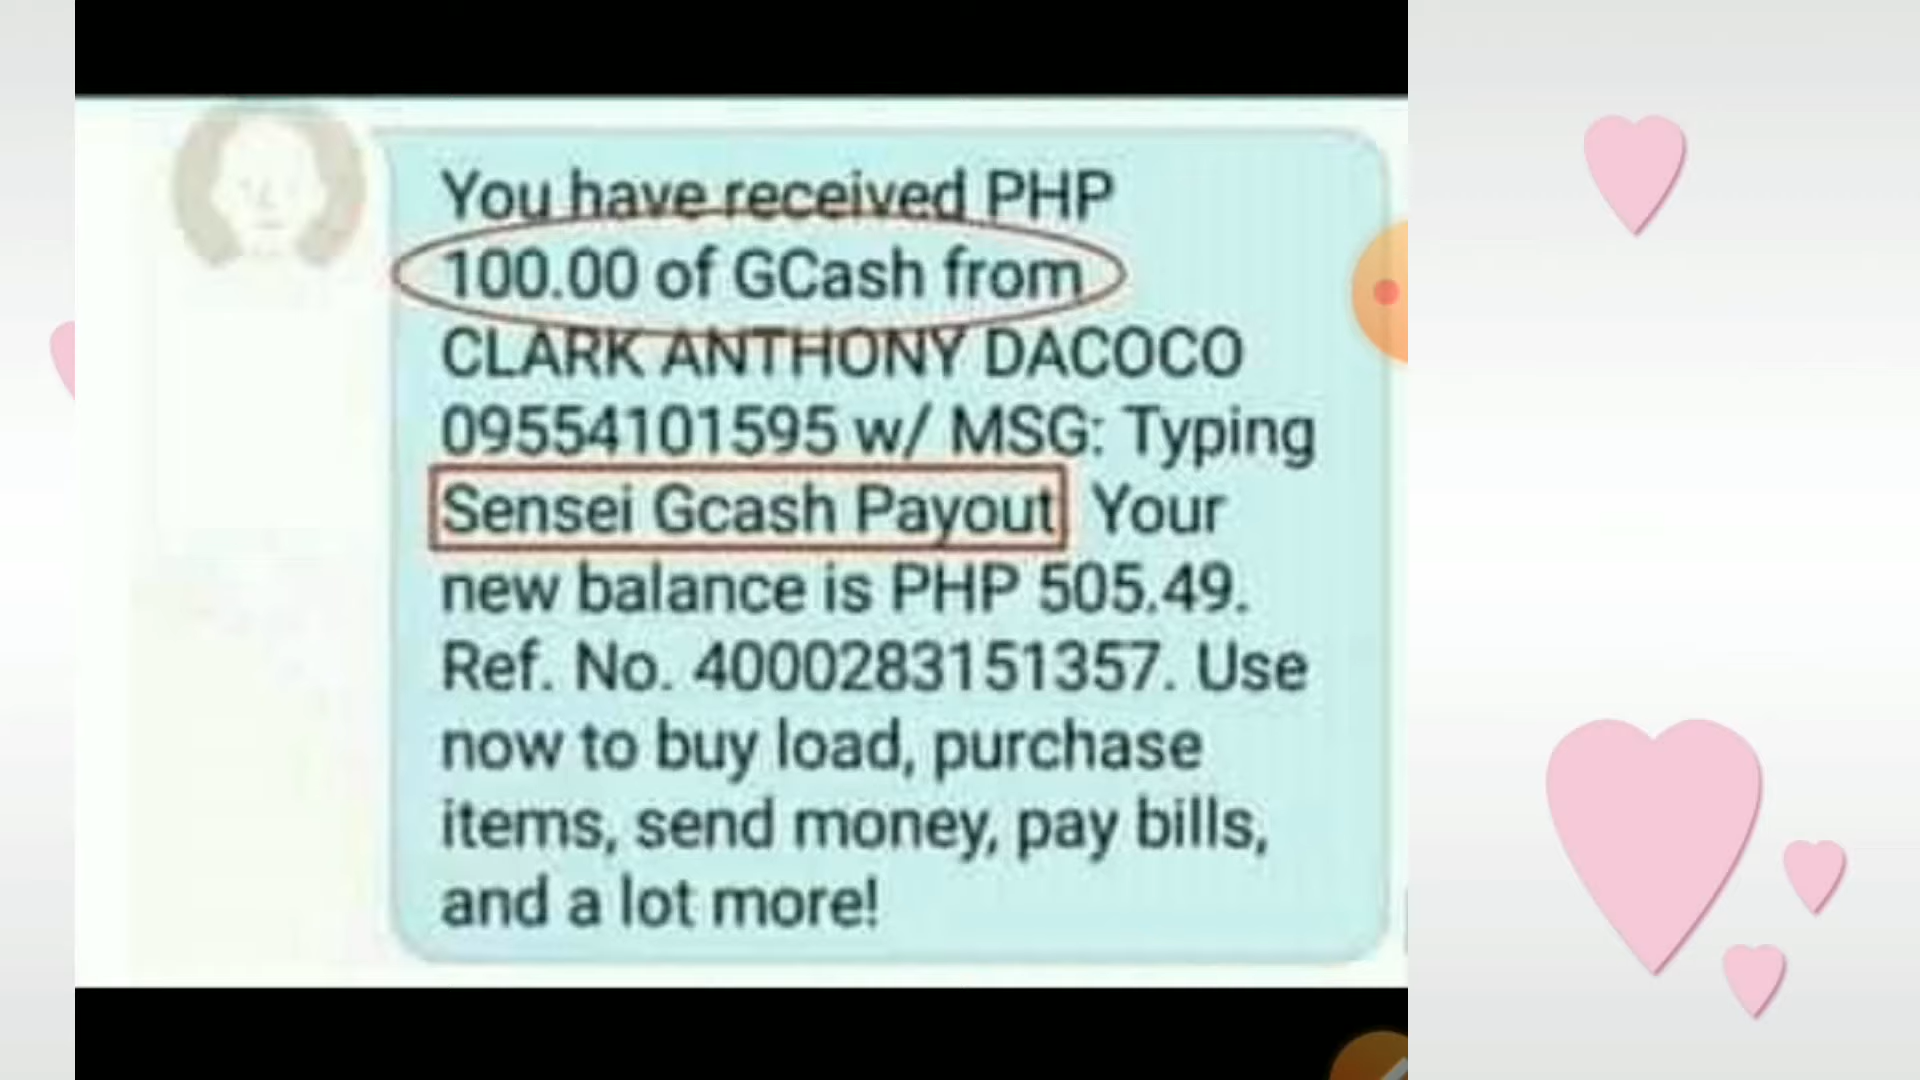 You have received PHP
100.00 of GCash from
CLARK ANTHONY DACOCO
09554101595 w/ MSG: Typing
Sensei Gcash Payout Your
new balance is PHP 505.49.
Ref. No. 4000283151357. Use
now to buy load, purchase
items, send money, pay bills,
and a lot more!